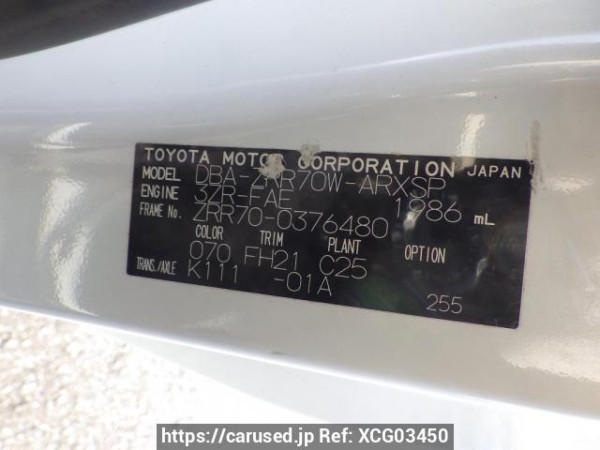 TOYOTA MOTOR CORPORATION JAPAN
MODEL DBA-ZRR70W-ARXSP
ENGINE 3ZR-FAE 1986 mL
FRAME No. ZRR70-0376480
COLOR TRIM PLANT OPTION
070 FH21 C25
TRANS./AXLE K111 -01A
255
https://carused.jp Ref: XCG03450